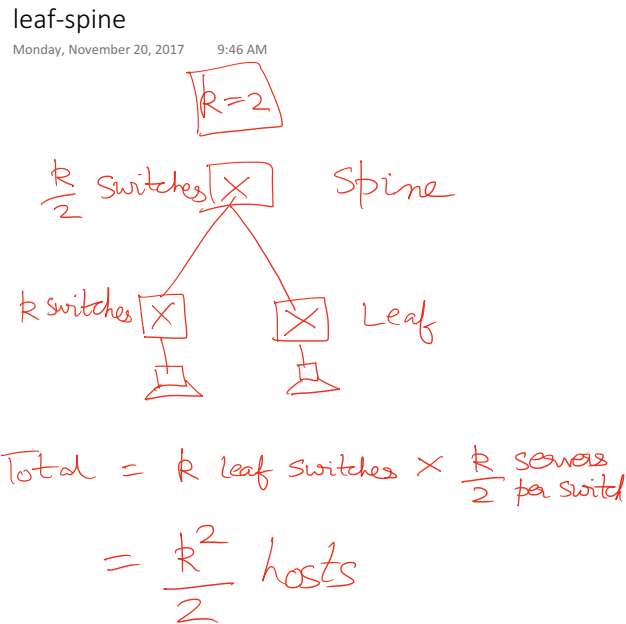 leaf-spine
Monday, November 20, 2017 9:46 AM
k=2
k/2 switches X Spine
k switches X X Leaf
Total = k leaf switches × k/2 servers per switch
= k²/2 hosts